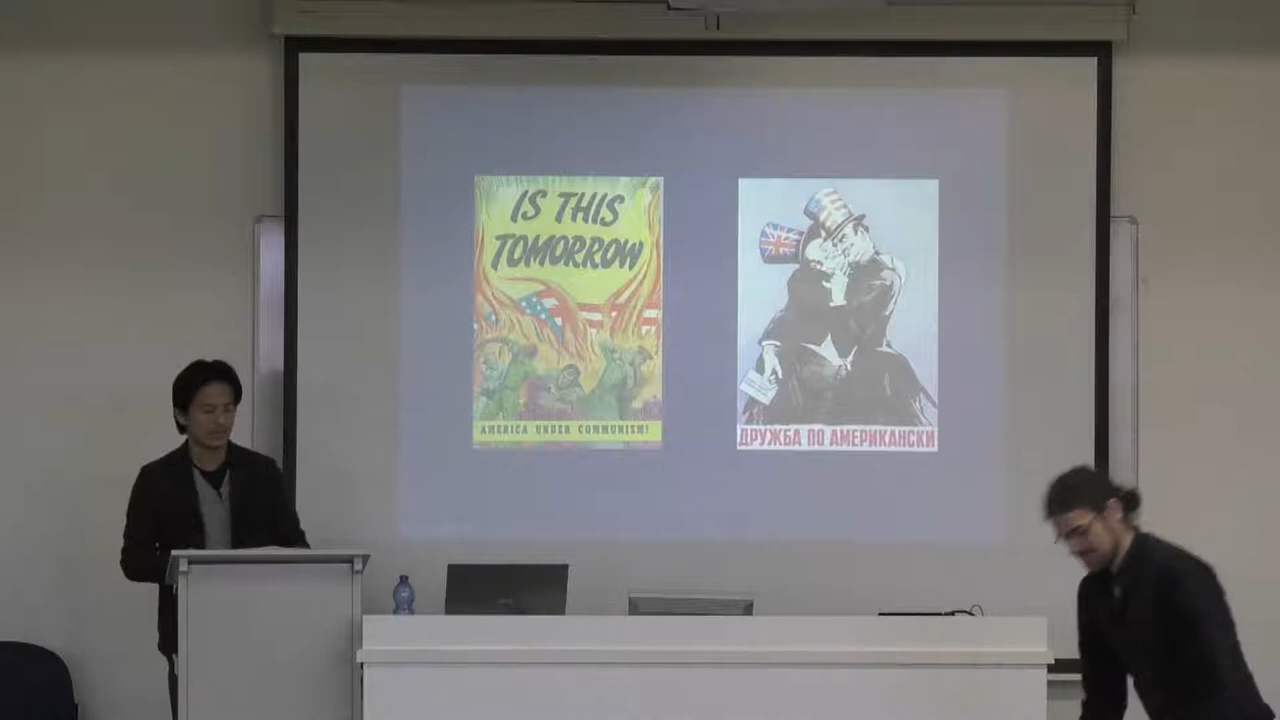 IS THIS
TOMORROW
AMERICA UNDER COMMUNISM!
ДРУЖБА ПО АМЕРИКАНСКИ